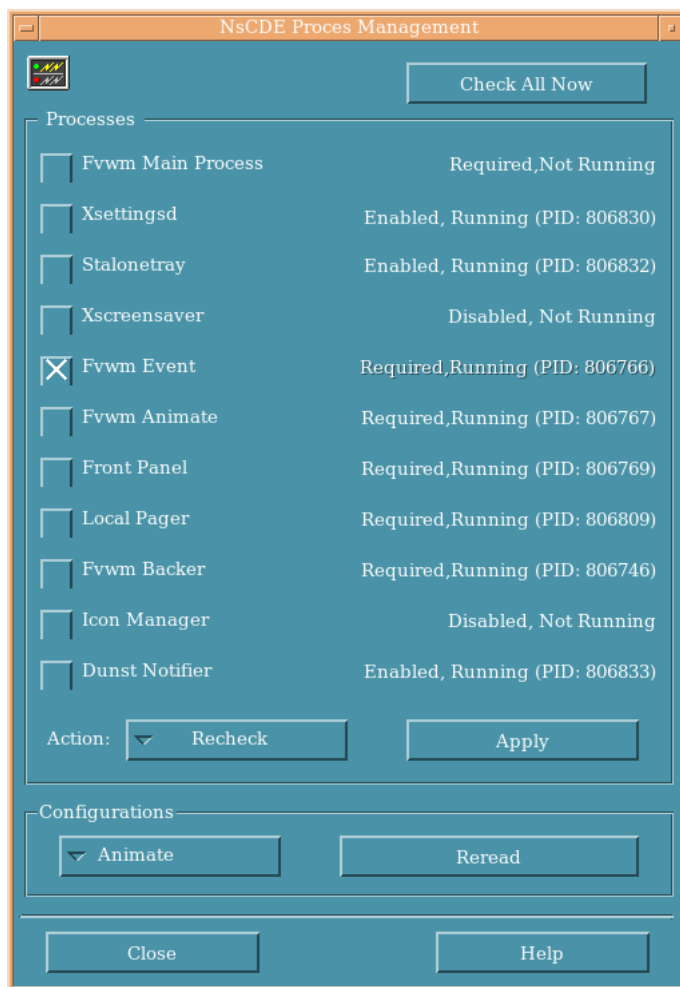 NsCDE Proces Management
Check All Now
Processes
Fvwm Main Process Required,Not Running
Xsettingsd Enabled, Running (PID: 806830)
Stalonetray Enabled, Running (PID: 806832)
Xscreensaver Disabled, Not Running
Fvwm Event Required,Running (PID: 806766)
Fvwm Animate Required,Running (PID: 806767)
Front Panel Required,Running (PID: 806769)
Local Pager Required,Running (PID: 806809)
Fvwm Backer Required,Running (PID: 806746)
Icon Manager Disabled, Not Running
Dunst Notifier Enabled, Running (PID: 806833)
Action: Recheck Apply
Configurations
Animate Reread
Close Help